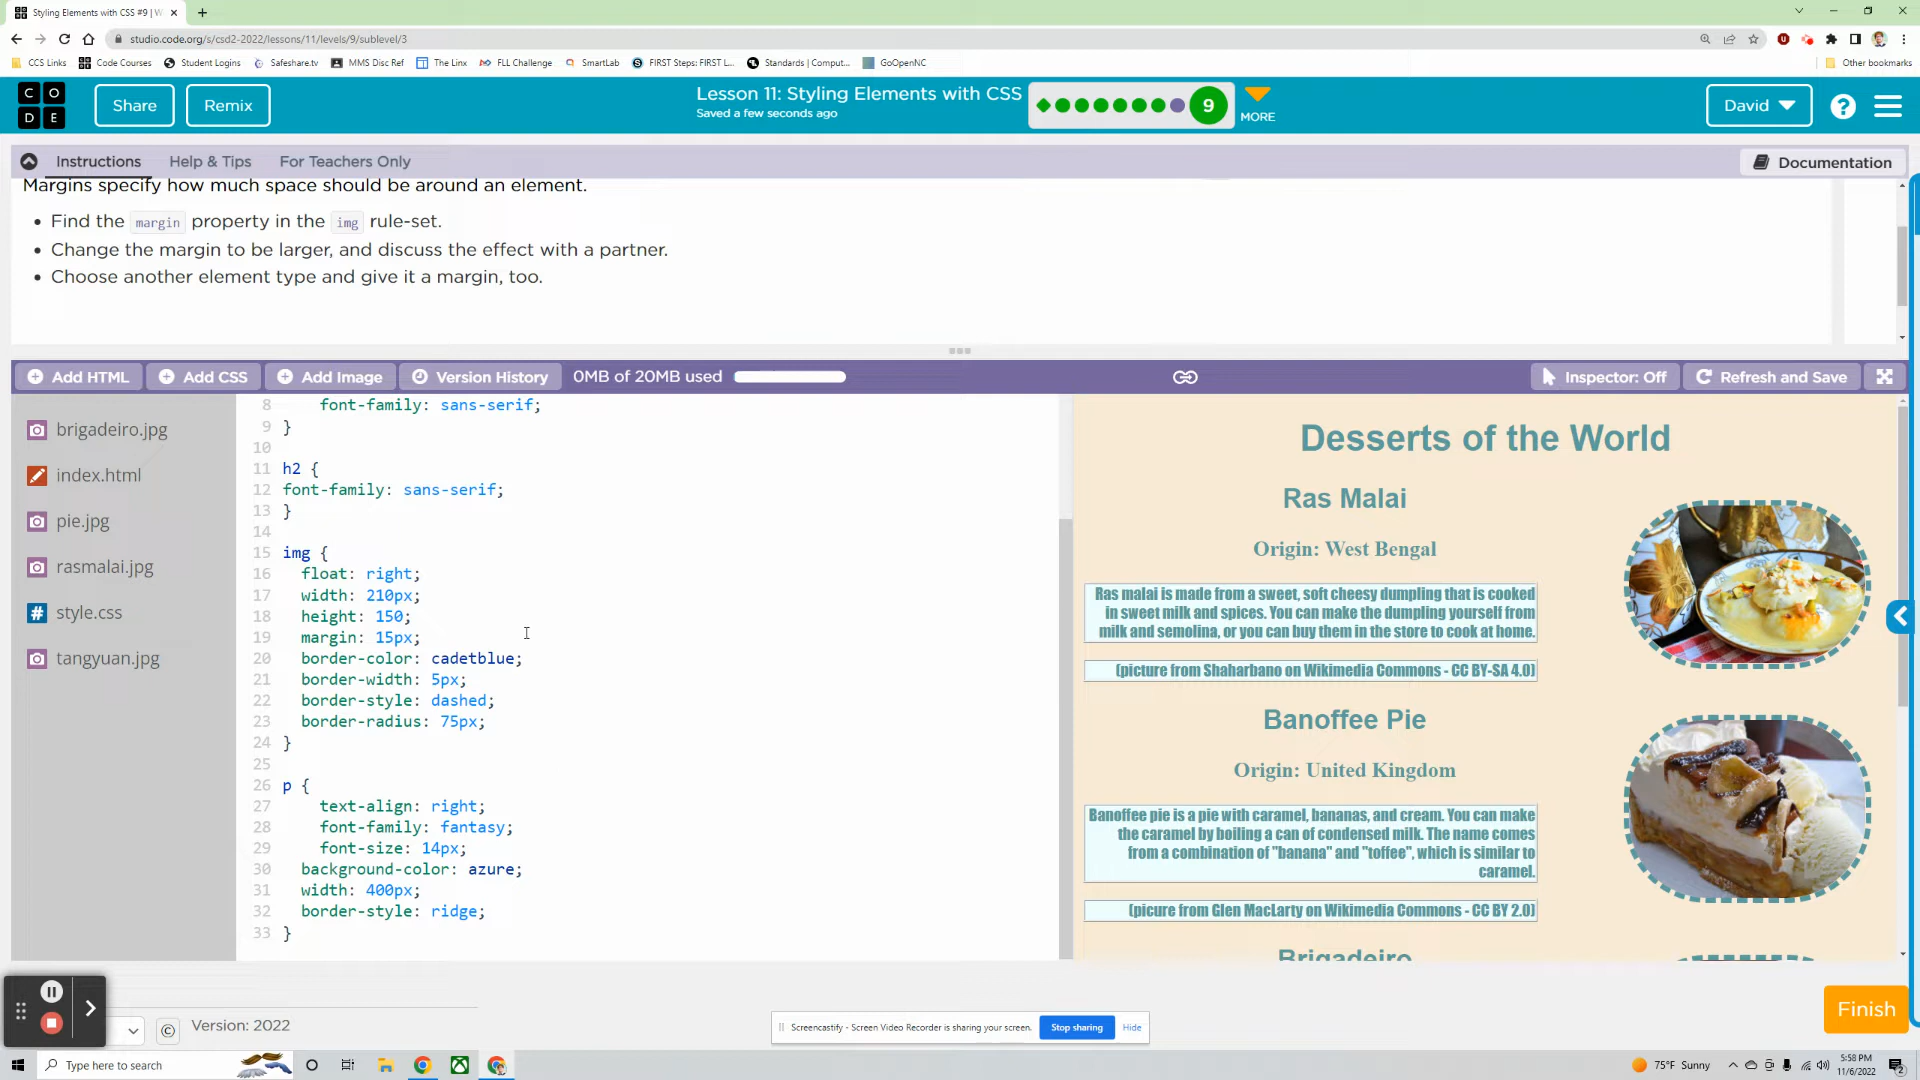 Styling Elements with CSS #9 | W
studio.code.org/s/csd2-2022/lessons/11/levels/9/sublevel/3
CCS Links Code Courses Student Logins Safeshare.tv MMS Disc Ref The Linx FLL Challenge SmartLab FIRST Steps: FIRST L... Standards | Comput... GoOpenNC Other bookmarks
C O
D E
Share Remix
Lesson 11: Styling Elements with CSS
Saved a few seconds ago
9
MORE
David
?
Instructions Help & Tips For Teachers Only Documentation
Margins specify how much space should be around an element.
• Find the margin property in the img rule-set.
• Change the margin to be larger, and discuss the effect with a partner.
• Choose another element type and give it a margin, too.
Add HTML Add CSS Add Image Version History 0MB of 20MB used Inspector: Off Refresh and Save
brigadeiro.jpg
index.html
pie.jpg
rasmalai.jpg
style.css
tangyuan.jpg
8 font-family: sans-serif;
9 }
10
11 h2 {
12 font-family: sans-serif;
13 }
14
15 img {
16 float: right;
17 width: 210px;
18 height: 150;
19 margin: 15px;
20 border-color: cadetblue;
21 border-width: 5px;
22 border-style: dashed;
23 border-radius: 75px;
24 }
25
26 p {
27 text-align: right;
28 font-family: fantasy;
29 font-size: 14px;
30 background-color: azure;
31 width: 400px;
32 border-style: ridge;
33 }
Desserts of the World
Ras Malai
Origin: West Bengal
Ras malai is made from a sweet, soft cheesy dumpling that is cooked
in sweet milk and spices. You can make the dumpling yourself from
milk and semolina, or you can buy them in the store to cook at home.
(picture from Shaharbano on Wikimedia Commons - CC BY-SA 4.0)
Banoffee Pie
Origin: United Kingdom
Banoffee pie is a pie with caramel, bananas, and cream. You can make
the caramel by boiling a can of condensed milk. The name comes
from a combination of "banana" and "toffee", which is similar to
caramel.
(picure from Glen MacLarty on Wikimedia Commons - CC BY 2.0)
Brigadeiro
Finish
© Version: 2022
Screencastify - Screen Video Recorder is sharing your screen. Stop sharing Hide
Type here to search
75°F Sunny
5:58 PM
11/6/2022
2